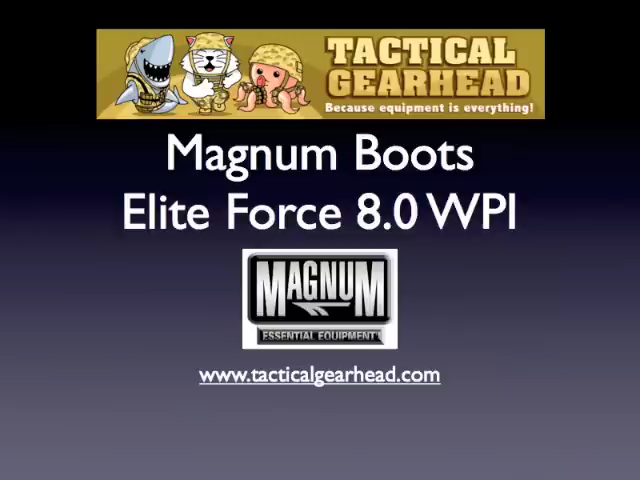 TACTICAL
GEARHEAD
Because equipment is everything!
Magnum Boots
Elite Force 8.0 WPI
MAGNUM
ESSENTIAL EQUIPMENT
www.tacticalgearhead.com